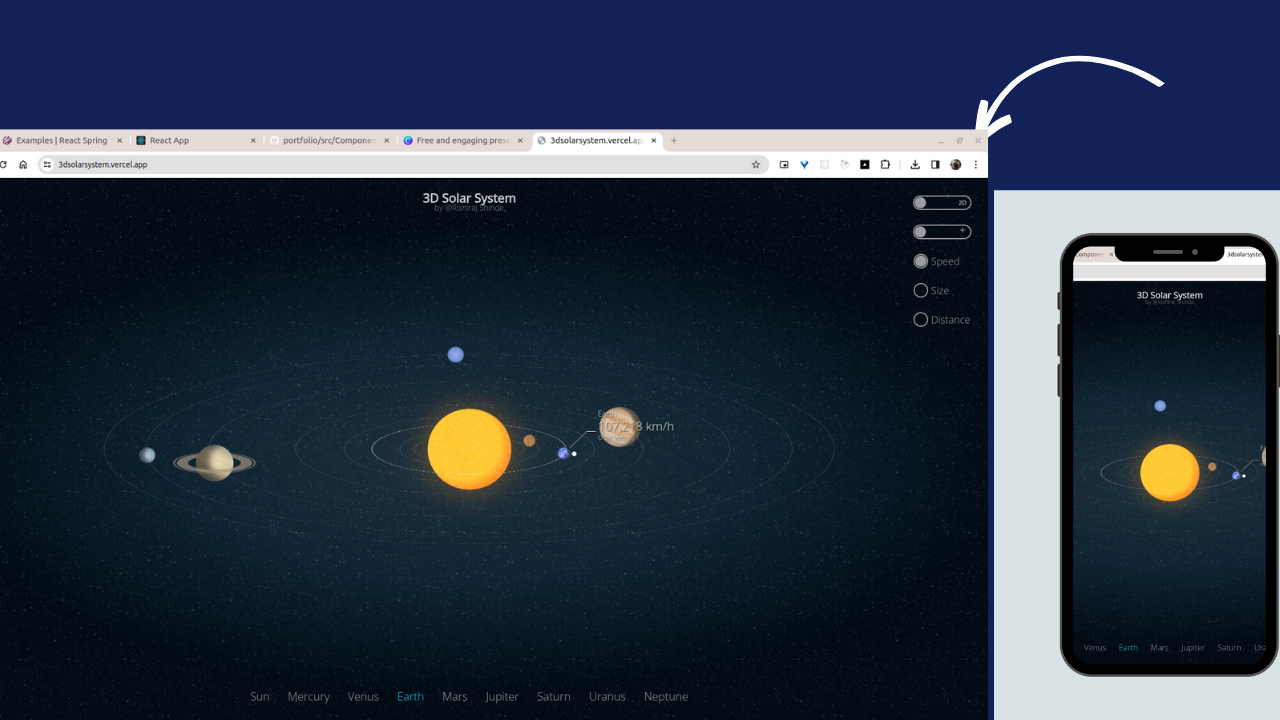 Examples | React Spring
React App
portfolio/src/Componen
Free and engaging prese
3dsolarsystem.vercel.ap
3dsolarsystem.vercel.app
3D Solar System
by @Rishiraj Shinde
2D
+
Speed
Size
Distance
Earth
107,218 km/h
Sun Mercury Venus Earth Mars Jupiter Saturn Uranus Neptune
Componen
3dsolarsyste
3D Solar System
by @Rishiraj Shinde
Venus Earth Mars Jupiter Saturn Ura